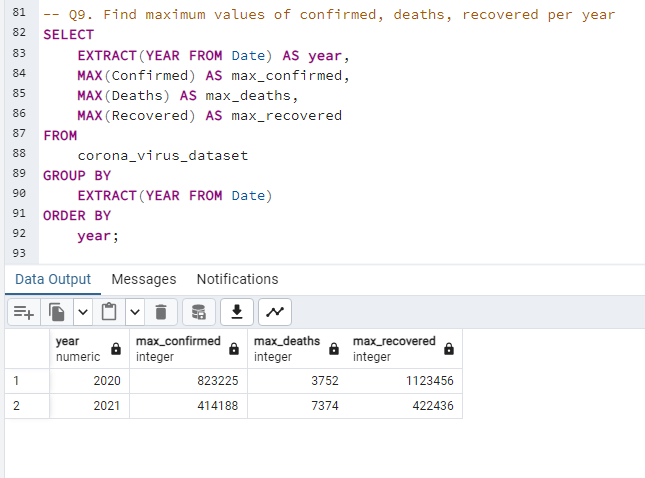 81 -- Q9. Find maximum values of confirmed, deaths, recovered per year
82 SELECT
83 EXTRACT(YEAR FROM Date) AS year,
84 MAX(Confirmed) AS max_confirmed,
85 MAX(Deaths) AS max_deaths,
86 MAX(Recovered) AS max_recovered
87 FROM
88 corona_virus_dataset
89 GROUP BY
90 EXTRACT(YEAR FROM Date)
91 ORDER BY
92 year;
93
Data Output Messages Notifications
year max_confirmed max_deaths max_recovered
numeric integer integer integer
1 2020 823225 3752 1123456
2 2021 414188 7374 422436